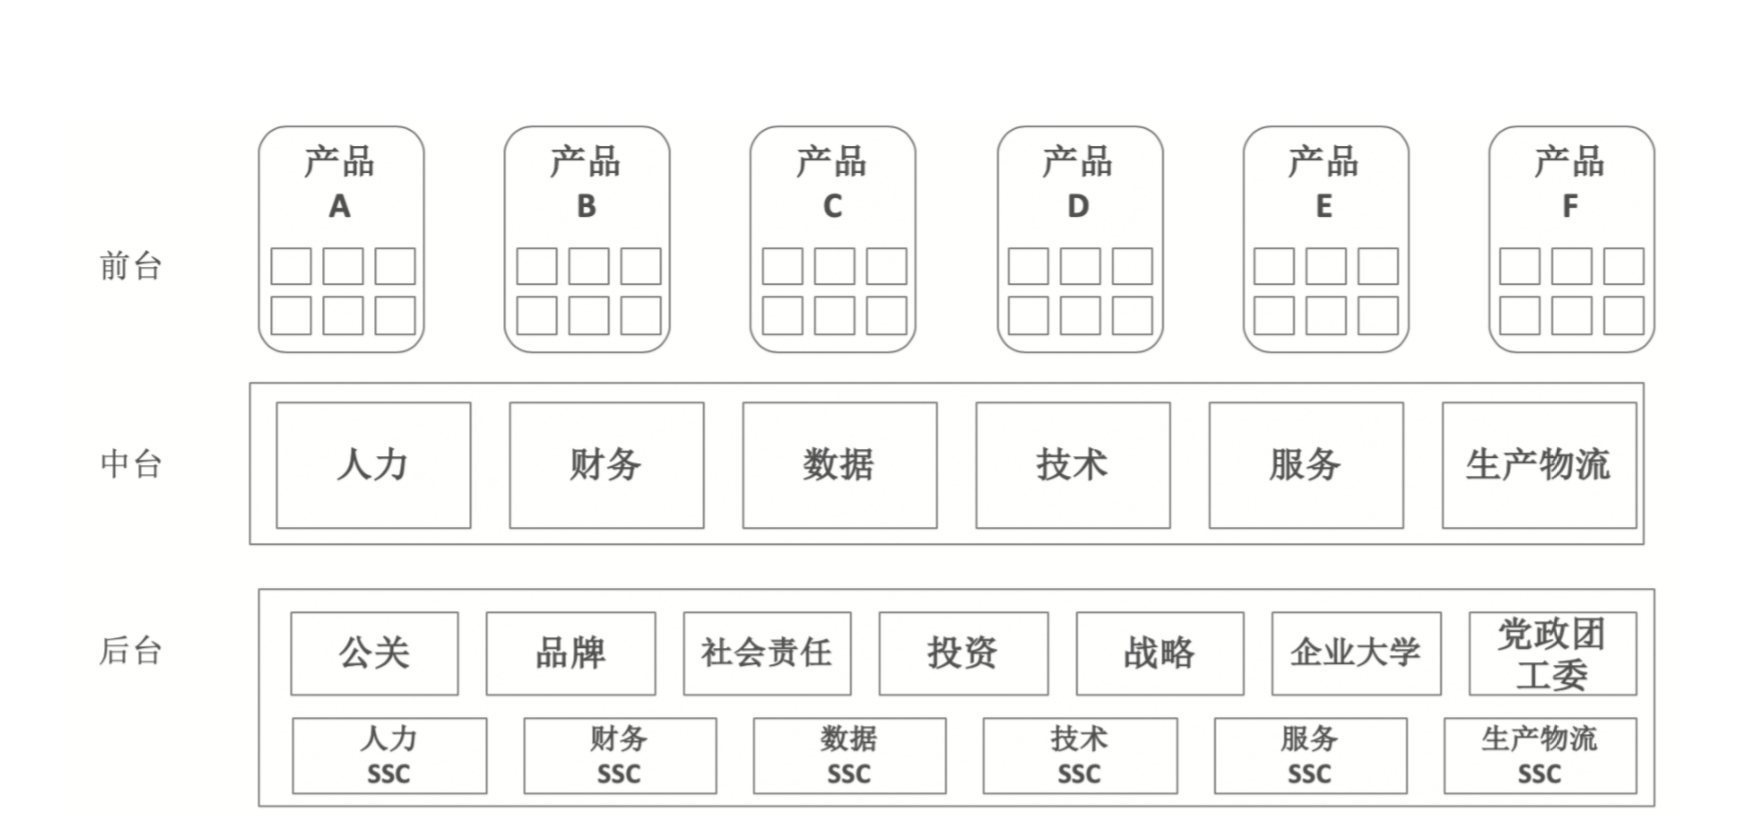 产品 产品 产品 产品 产品 产品
A B C D E F
前台
中台 人力 财务 数据 技术 服务 生产物流
后台 公关 品牌 社会责任 投资 战略 企业大学 党政团
工委
人力 财务 数据 技术 服务 生产物流
SSC SSC SSC SSC SSC SSC